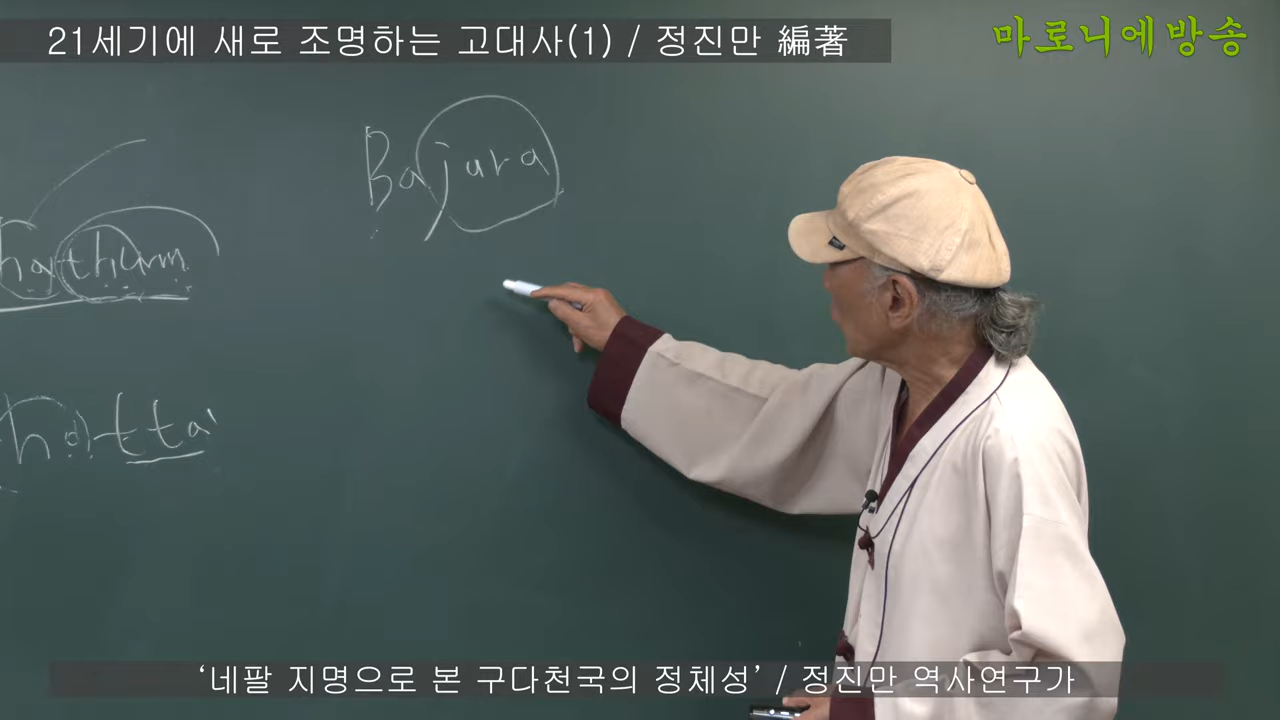 21세기에 새로 조명하는 고대사(1) / 정진만 編著
마로니에방송
Bajura
hathum
hatta
‘네팔 지명으로 본 구다천국의 정체성’ / 정진만 역사연구가